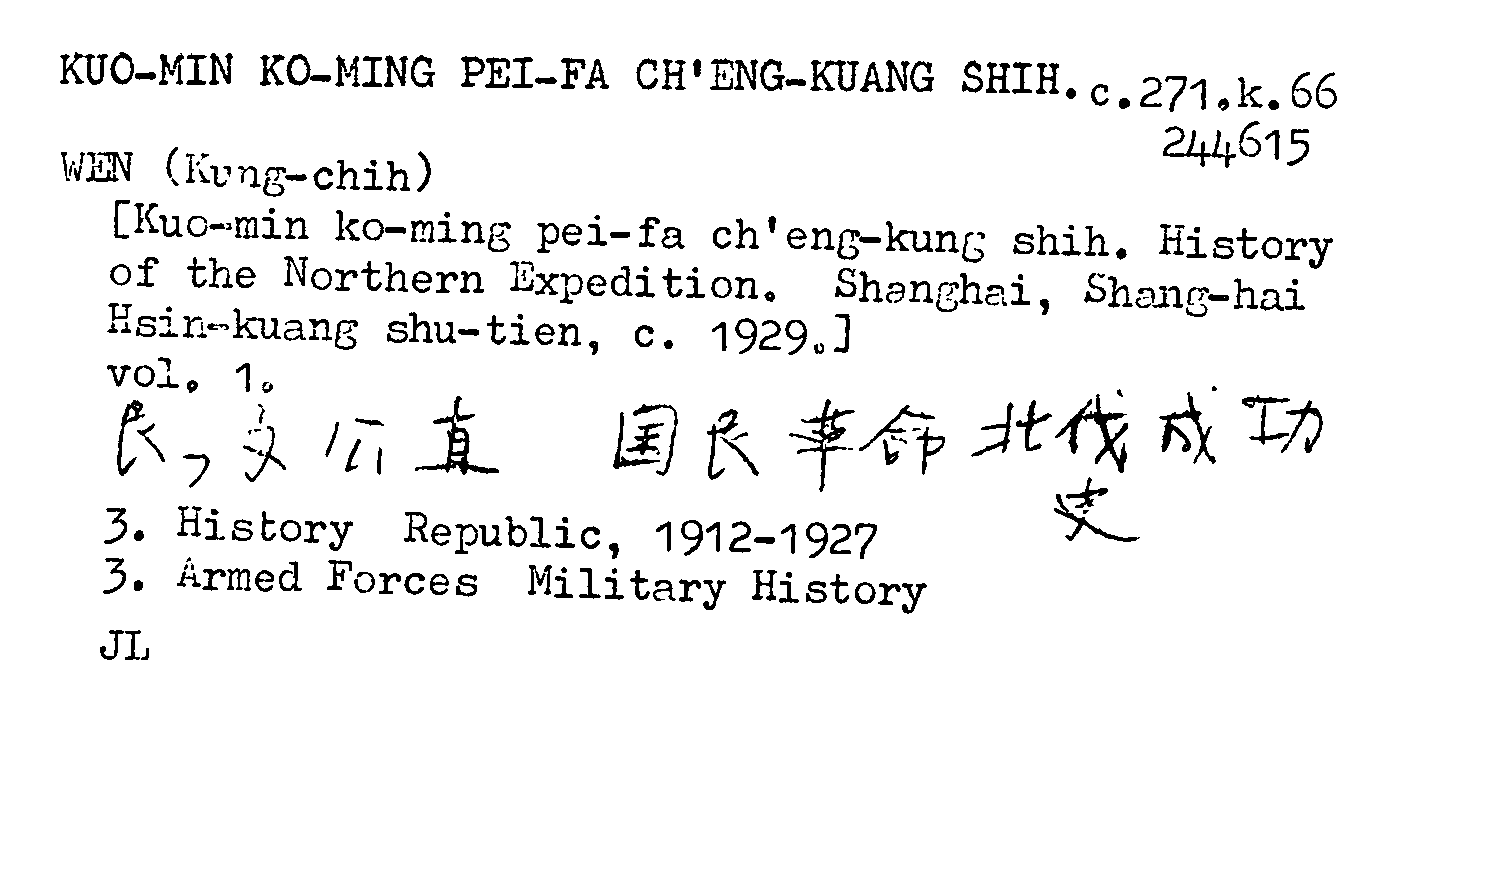 KUO-MIN KO-MING PEI-FA CH'ENG-KUANG SHIH. c.271.k.66
244615
WEN (Kung-chih)
[Kuo-min ko-ming pei-fa ch'eng-kung shih. History
of the Northern Expedition. Shanghai, Shang-hai
Hsin-kuang shu-tien, c. 1929.]
vol. 1.
民, 文公直 国民革命北伐成功
史
3. History Republic, 1912-1927
3. Armed Forces Military History
JL